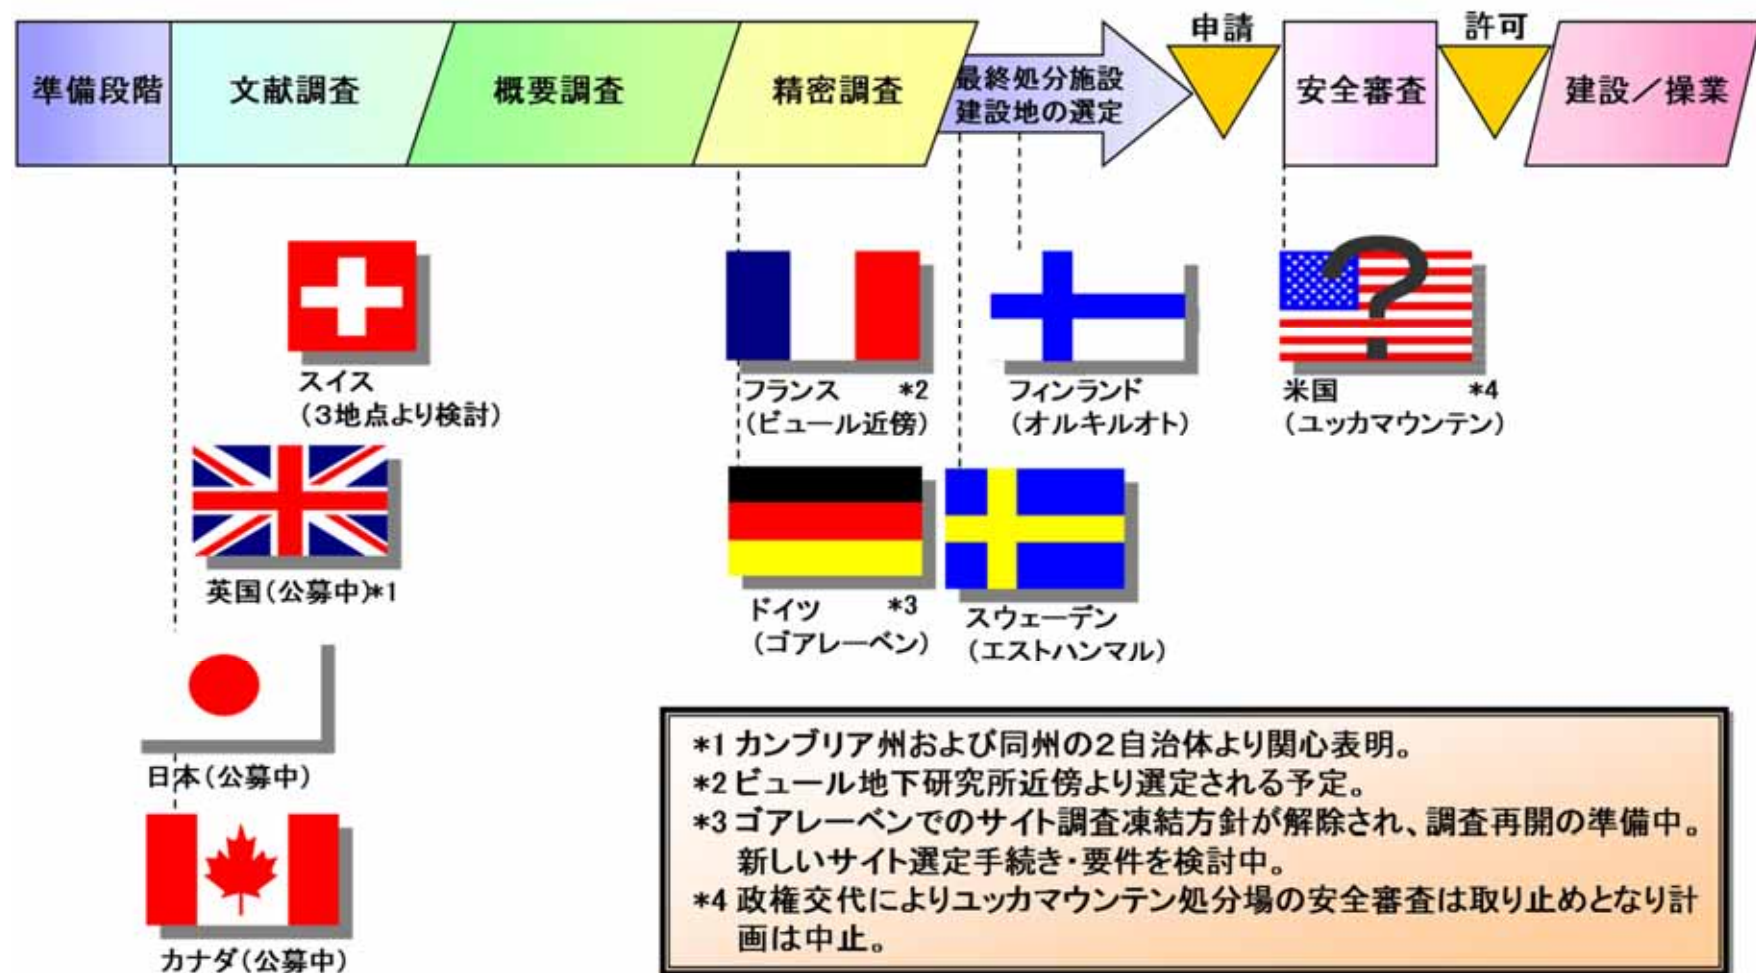 準備段階
文献調査
概要調査
精密調査
最終処分施設
建設地の選定
申請
安全審査
許可
建設／操業
スイス
(3地点より検討)
英国(公募中)*1
日本(公募中)
カナダ(公募中)
フランス *2
(ビュール近傍)
ドイツ *3
(ゴアレーベン)
フィンランド
(オルキルオト)
スウェーデン
(エストハンマル)
?
米国 *4
(ユッカマウンテン)
*1 カンブリア州および同州の2自治体より関心表明。
*2 ビュール地下研究所近傍より選定される予定。
*3 ゴアレーベンでのサイト調査凍結方針が解除され、調査再開の準備中。
新しいサイト選定手続き・要件を検討中。
*4 政権交代によりユッカマウンテン処分場の安全審査は取り止めとなり計
画は中止。